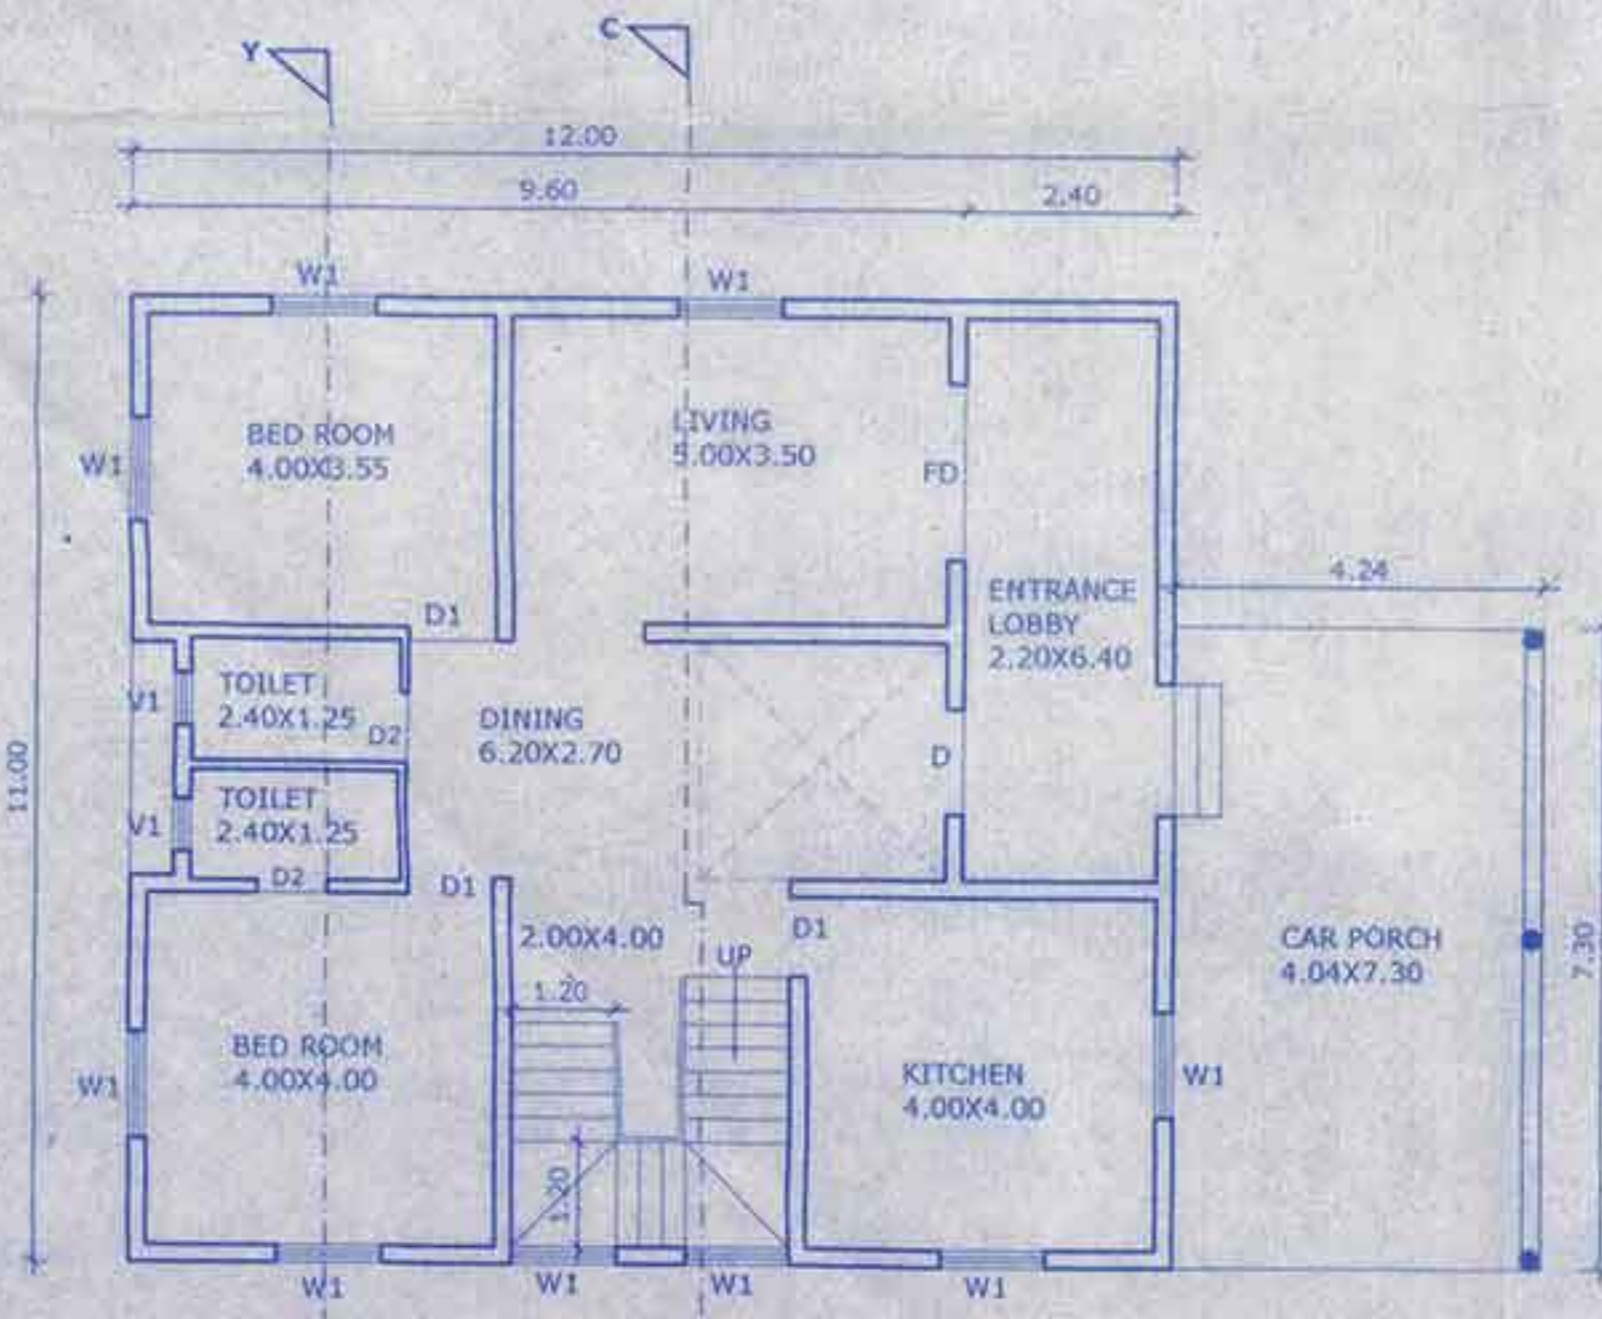 Y
C
12.00
9.60
2.40
W1
W1
BED ROOM
4.00X3.55
LIVING
5.00X3.50
W1
FD
4.24
ENTRANCE
LOBBY
2.20X6.40
D1
TOILET
2.40X1.25
V1
D2
DINING
6.20X2.70
D
11.00
TOILET
2.40X1.25
V1
D2
D1
2.00X4.00
D1
UP
CAR PORCH
4.04X7.30
7.30
1.20
BED ROOM
4.00X4.00
W1
KITCHEN
4.00X4.00
W1
1.20
W1
W1
W1
W1